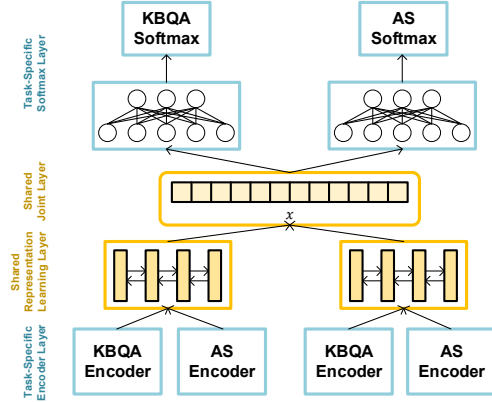 KBQA
Softmax
AS
Softmax
Task-Specific
Softmax Layer
Shared
Joint Layer
x
Shared
Representation
Learning Layer
Task-Specific
Encoder Layer
KBQA
Encoder
AS
Encoder
KBQA
Encoder
AS
Encoder